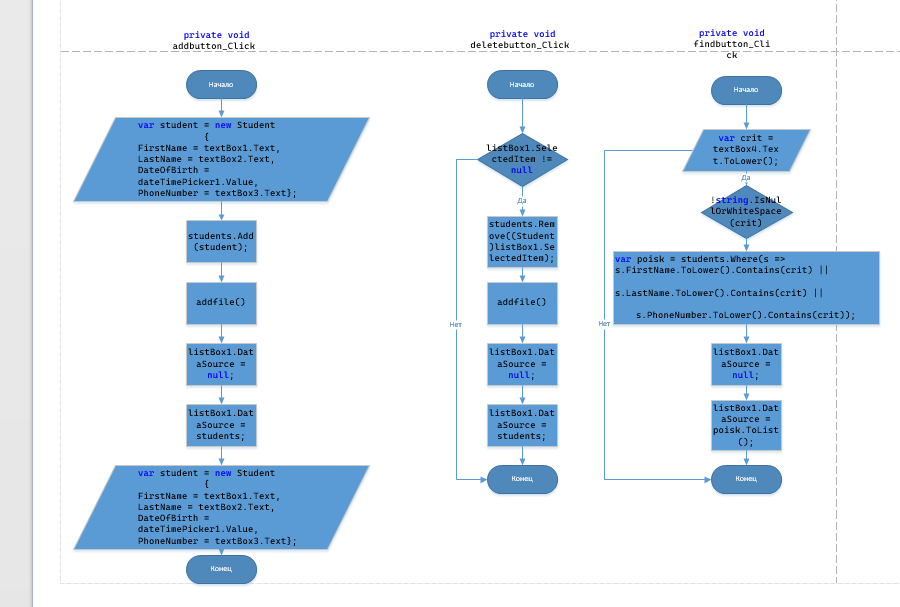 private void
addbutton_Click
Начало
var student = new Student
{
FirstName = textBox1.Text,
LastName = textBox2.Text,
DateOfBirth =
dateTimePicker1.Value,
PhoneNumber = textBox3.Text};
students.Add
(student);
addfile()
listBox1.Dat
aSource =
null;
listBox1.Dat
aSource =
students;
var student = new Student
{
FirstName = textBox1.Text,
LastName = textBox2.Text,
DateOfBirth =
dateTimePicker1.Value,
PhoneNumber = textBox3.Text};
Конец
private void
deletebutton_Click
Начало
listBox1.Sele
ctedItem !=
null
Да
students.Rem
ove((Student
)listBox1.Se
lectedItem);
addfile()
Нет
listBox1.Dat
aSource =
null;
listBox1.Dat
aSource =
students;
Конец
private void
findbutton_Cli
ck
Начало
var crit =
textBox4.Tex
t.ToLower();
Да
!string.IsNul
lOrWhiteSpace
(crit)
var poisk = students.Where(s =>
s.FirstName.ToLower().Contains(crit) ||
s.LastName.ToLower().Contains(crit) ||
s.PhoneNumber.ToLower().Contains(crit));
Нет
listBox1.Dat
aSource =
null;
listBox1.Dat
aSource =
poisk.ToList
();
Конец